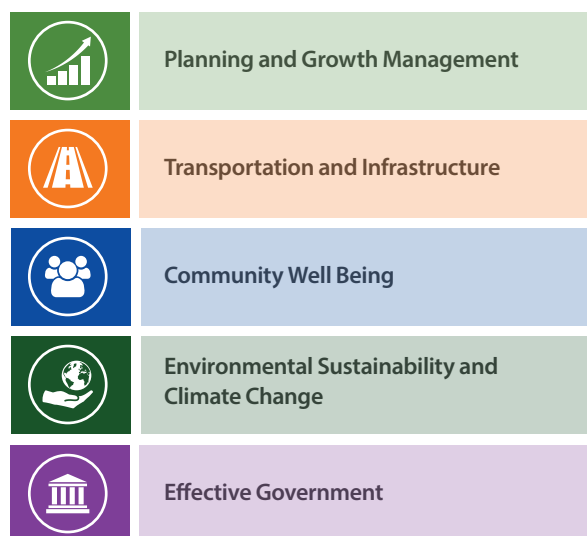 Planning and Growth Management
Transportation and Infrastructure
Community Well Being
Environmental Sustainability and
Climate Change
Effective Government